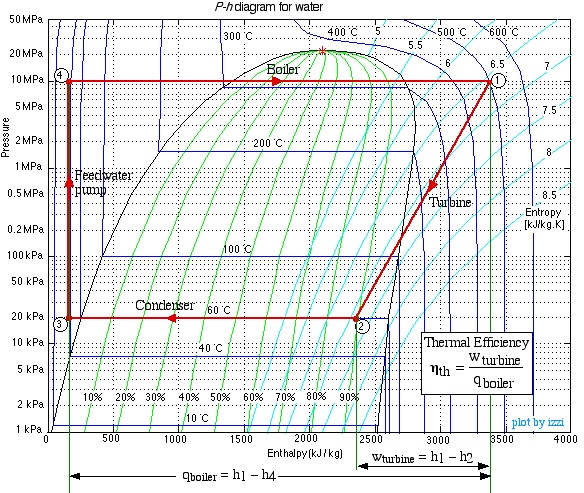 P-h diagram for water
50 MPa
20 MPa
10 MPa
5 MPa
2 MPa
1 MPa
0.5 MPa
0.2 MPa
100 kPa
50 kPa
20 kPa
10 kPa
5 kPa
2 kPa
1 kPa
Pressure
300 °C
400 °C
5
500 °C
600 °C
5.5
6
6.5
7
7.5
8
8.5
4
Boiler
1
200 °C
Feedwater
pump
Turbine
Entropy
[kJ/kg.K]
100 °C
Condenser
60 °C
3
2
40 °C
Thermal Efficiency
ηth = wturbine
qboiler
10% 20% 30% 40% 50% 60% 70% 80% 90%
10 °C
plot by izzi
0 500 1000 1500 2000 2500 3000 3500 4000
Enthalpy (kJ / kg)
wturbine = h1 − h2
qboiler = h1 − h4